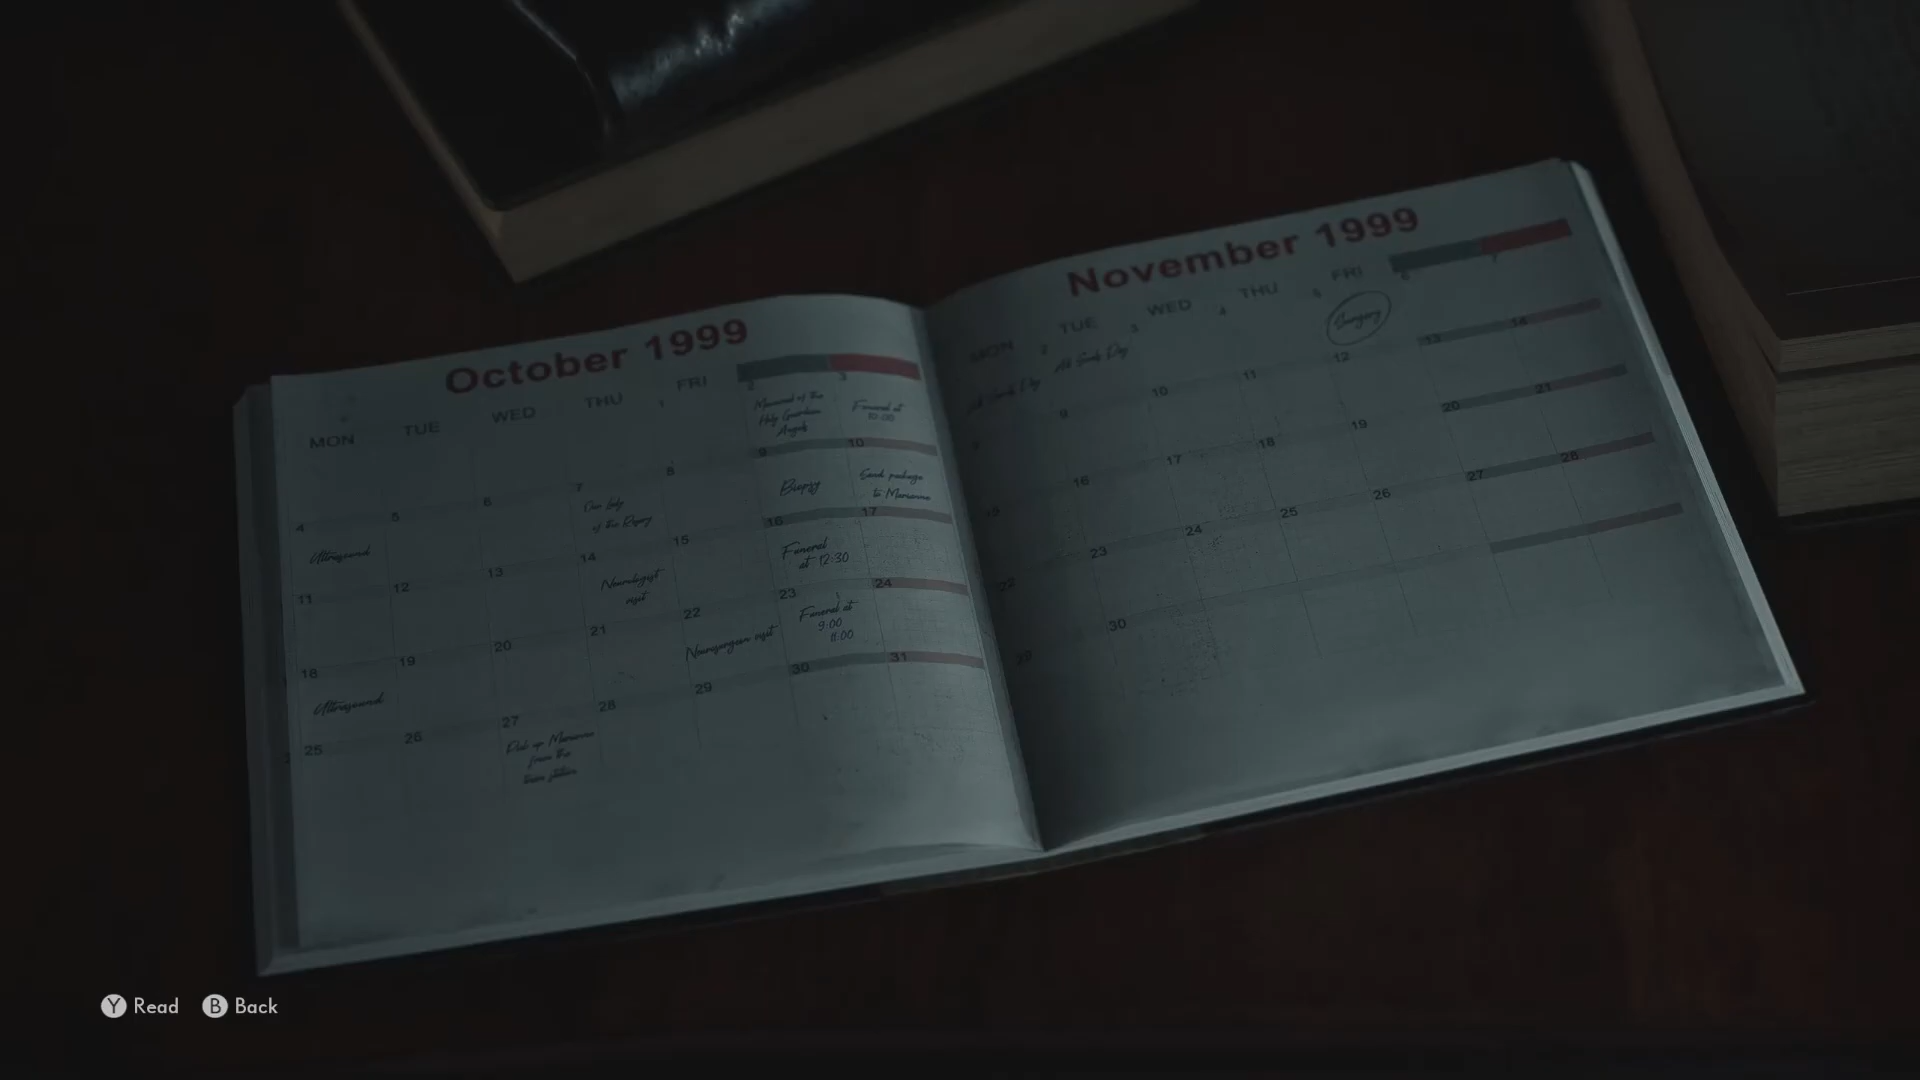 October 1999
MON TUE WED THU FRI
1 2 3
Memorial of the
Holy Guardian
Angels
Funeral at
10:00
4 5 6 7 8 9 10
Ultrasound
Our Lady
of the Rosary
Biopsy
Send package
to Marianne
11 12 13 14 15 16 17
Neurologist
visit
Funeral
at 12:30
18 19 20 21 22 23 24
Ultrasound
Neurosurgeon visit
Funeral at
9:00
11:00
25 26 27 28 29 30 31
Pick up Marianne
from the
train station
November 1999
MON TUE WED THU FRI
2 3 4 5 6 7
All Saints Day
All Souls Day
Surgery
9 10 11 12 13 14
15 16 17 18 19 20 21
22 23 24 25 26 27 28
29 30
Y Read B Back